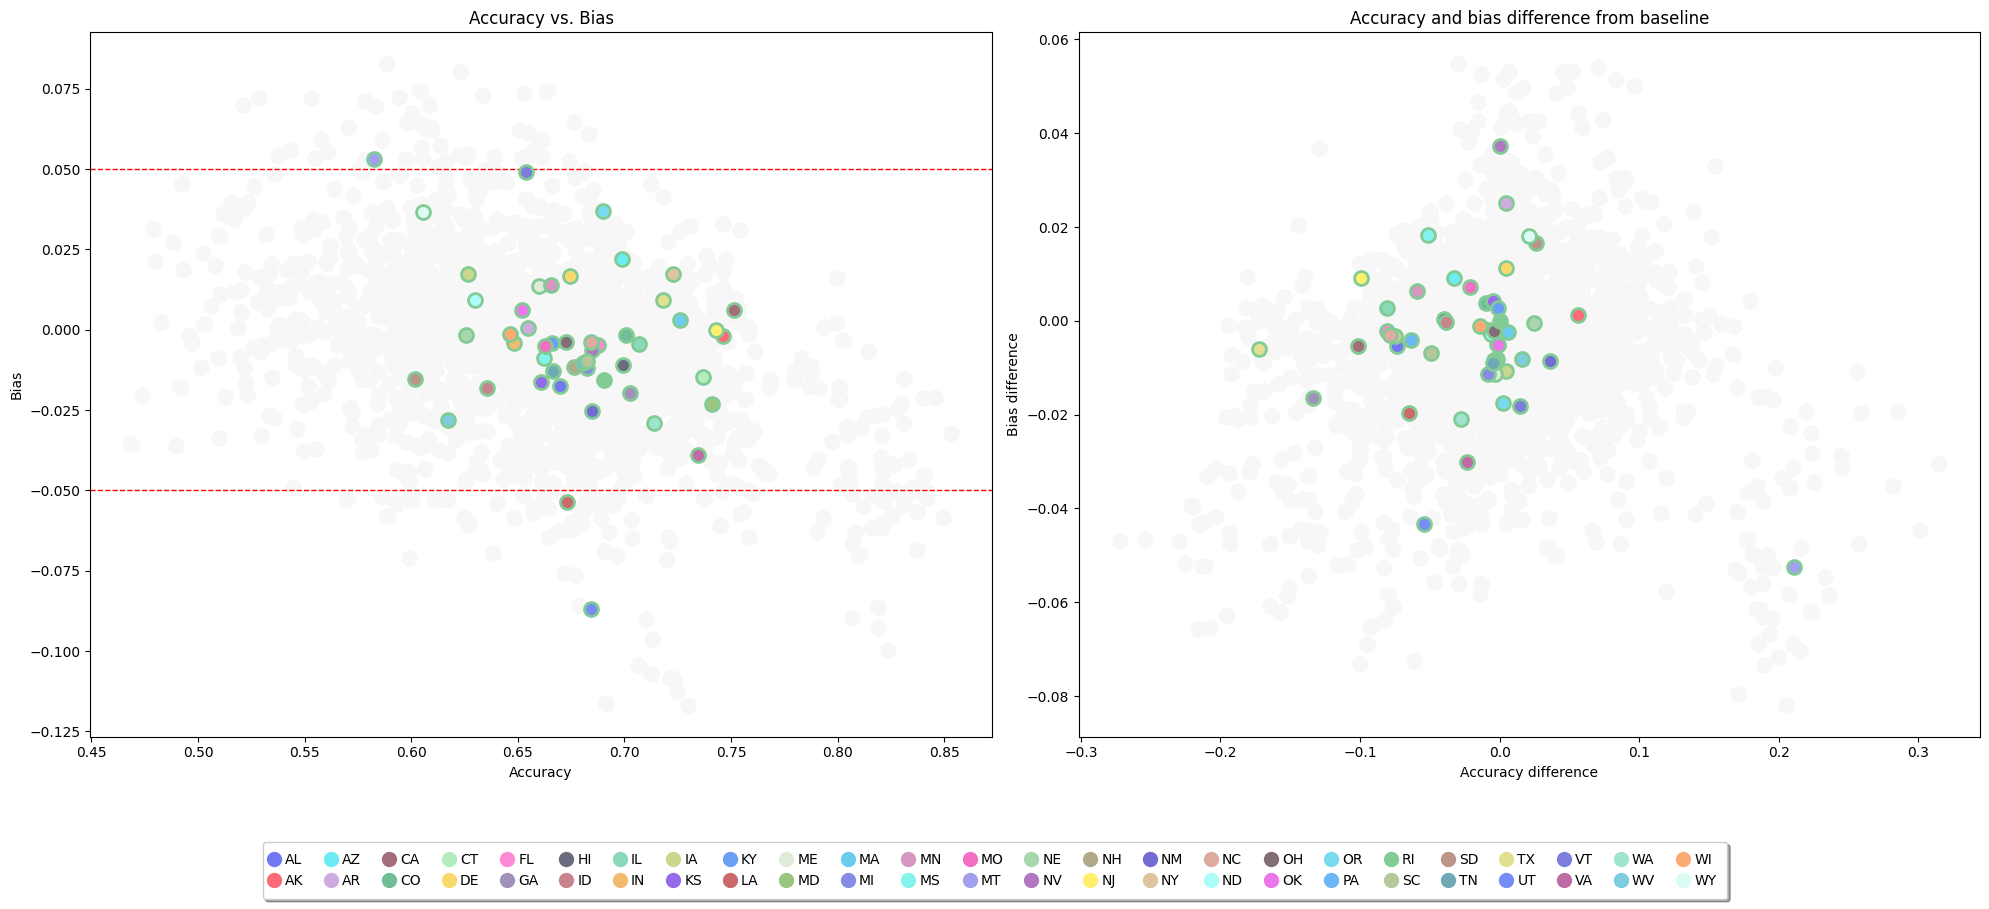 Accuracy vs. Bias
Accuracy and bias difference from baseline
0.075
0.050
0.025
0.000
−0.025
−0.050
−0.075
−0.100
−0.125
Bias
0.45 0.50 0.55 0.60 0.65 0.70 0.75 0.80 0.85
Accuracy
0.06
0.04
0.02
0.00
−0.02
−0.04
−0.06
−0.08
Bias difference
−0.3 −0.2 −0.1 0.0 0.1 0.2 0.3
Accuracy difference
AL AZ CA CT FL HI IL IA KY ME MA MN MO NE NH NM NC OH OR RI SD TX VT WA WI
AK AR CO DE GA ID IN KS LA MD MI MS MT NV NJ NY ND OK PA SC TN UT VA WV WY